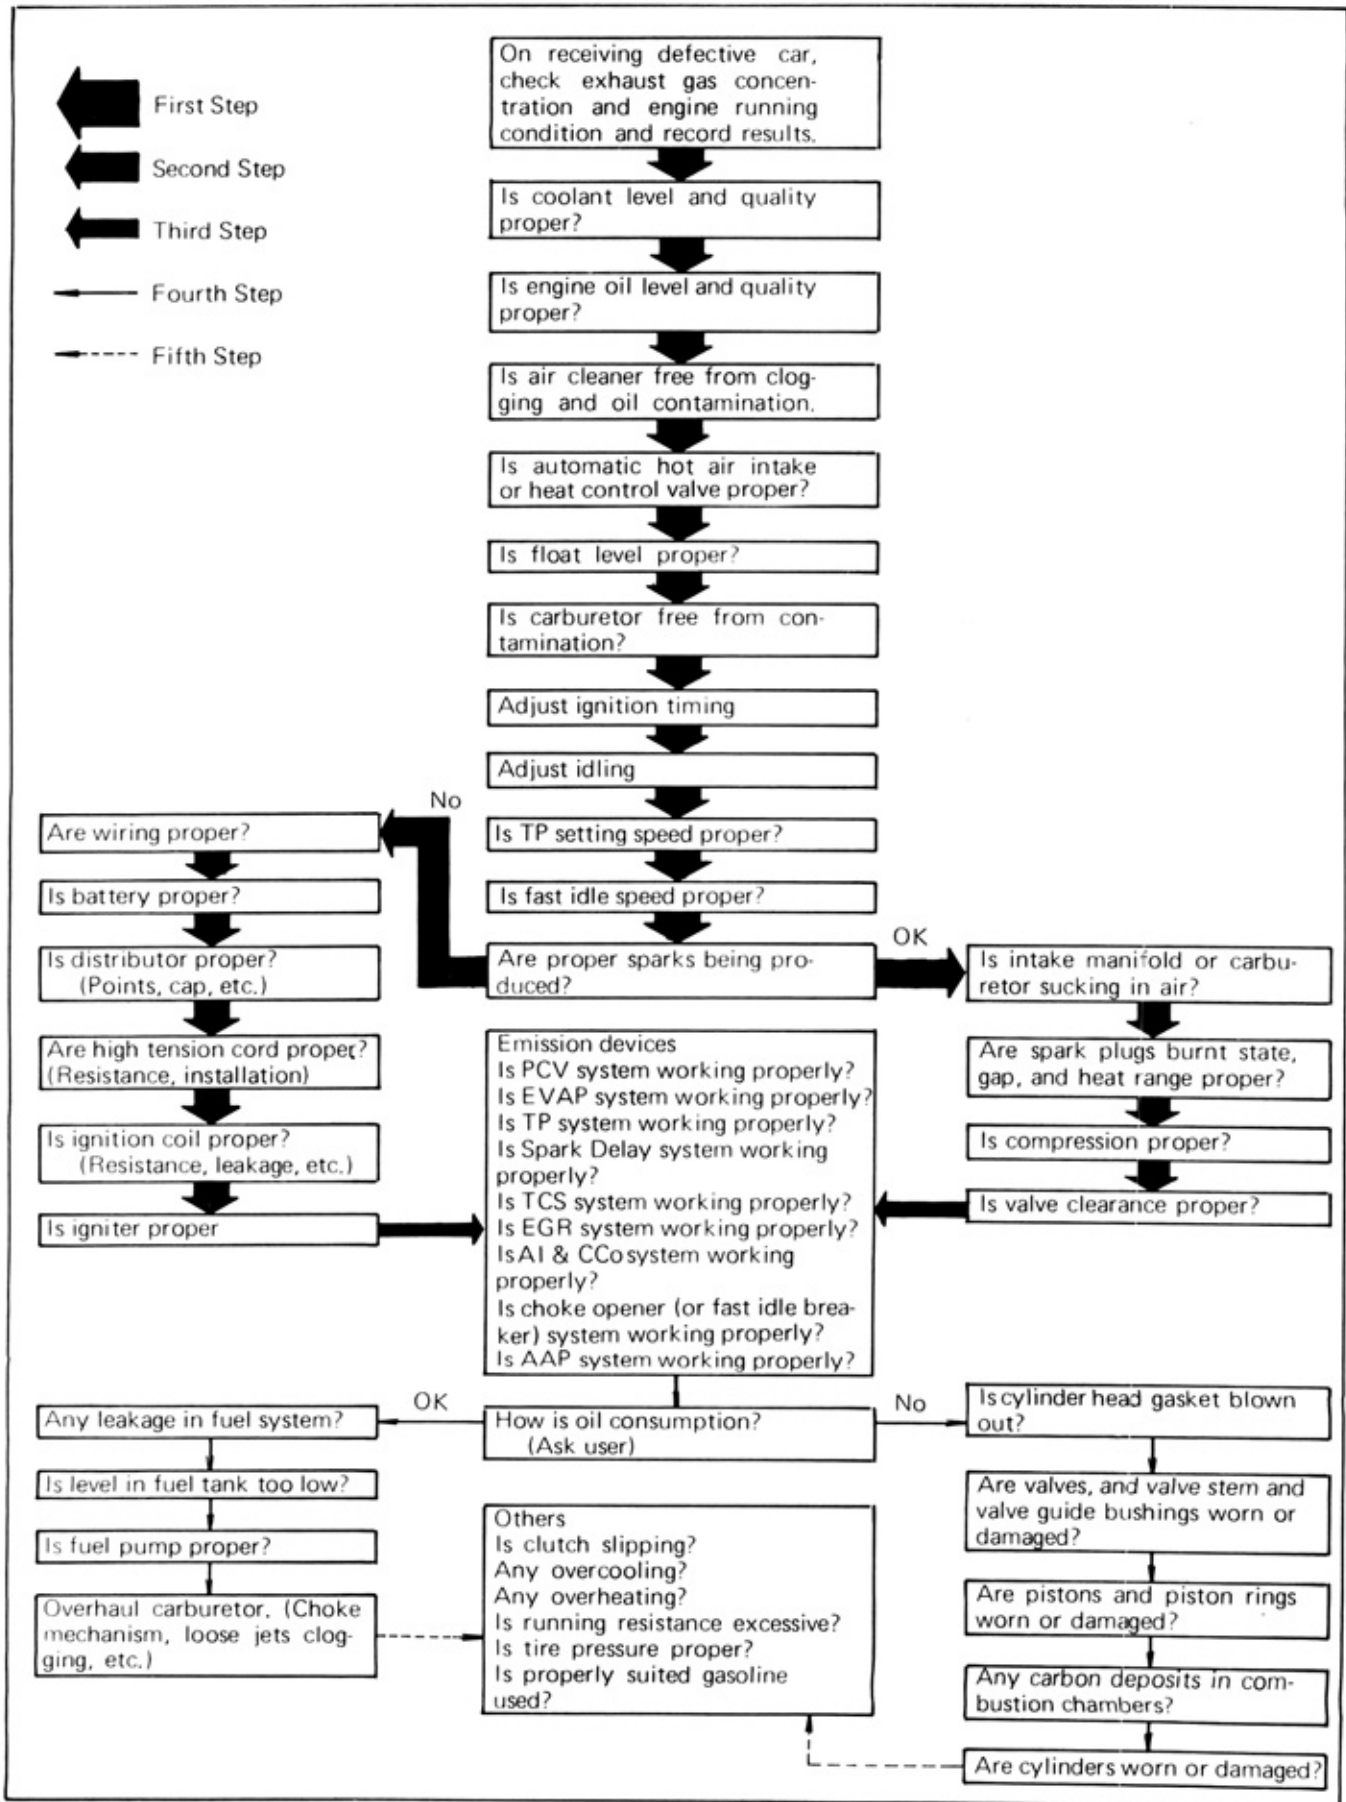 First Step
Second Step
Third Step
Fourth Step
Fifth Step
On receiving defective car,
check exhaust gas concen-
tration and engine running
condition and record results.
Is coolant level and quality
proper?
Is engine oil level and quality
proper?
Is air cleaner free from clog-
ging and oil contamination.
Is automatic hot air intake
or heat control valve proper?
Is float level proper?
Is carburetor free from con-
tamination?
Adjust ignition timing
Adjust idling
Is TP setting speed proper?
Is fast idle speed proper?
Are proper sparks being pro-
duced?
No
Are wiring proper?
Is battery proper?
Is distributor proper?
(Points, cap, etc.)
Are high tension cord proper?
(Resistance, installation)
Is ignition coil proper?
(Resistance, leakage, etc.)
Is igniter proper
OK
Is intake manifold or carbu-
retor sucking in air?
Are spark plugs burnt state,
gap, and heat range proper?
Is compression proper?
Is valve clearance proper?
Emission devices
Is PCV system working properly?
Is EVAP system working properly?
Is TP system working properly?
Is Spark Delay system working
properly?
Is TCS system working properly?
Is EGR system working properly?
Is AI & CCo system working
properly?
Is choke opener (or fast idle brea-
ker) system working properly?
Is AAP system working properly?
How is oil consumption?
(Ask user)
OK
Any leakage in fuel system?
Is level in fuel tank too low?
Is fuel pump proper?
Overhaul carburetor. (Choke
mechanism, loose jets clog-
ging, etc.)
No
Is cylinder head gasket blown
out?
Are valves, and valve stem and
valve guide bushings worn or
damaged?
Are pistons and piston rings
worn or damaged?
Any carbon deposits in com-
bustion chambers?
Are cylinders worn or damaged?
Others
Is clutch slipping?
Any overcooling?
Any overheating?
Is running resistance excessive?
Is tire pressure proper?
Is properly suited gasoline
used?